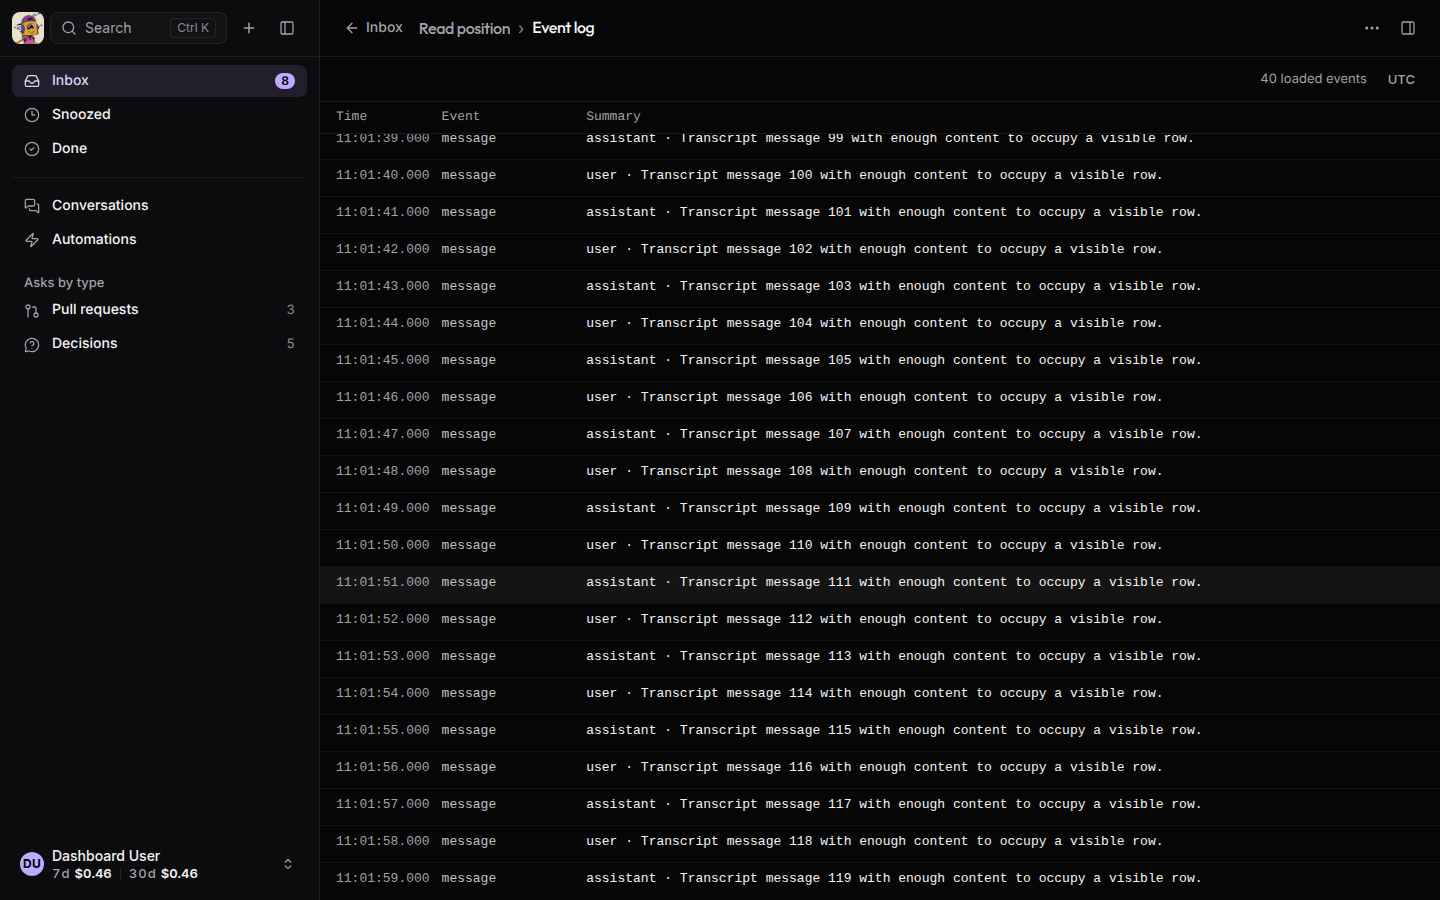 Search Ctrl K
Inbox 8
Snoozed
Done
Conversations
Automations
Asks by type
Pull requests 3
Decisions 5
DU Dashboard User
7d $0.46 30d $0.46
Inbox Read position › Event log
40 loaded events UTC
Time Event Summary
11:01:39.000 message assistant · Transcript message 99 with enough content to occupy a visible row.
11:01:40.000 message user · Transcript message 100 with enough content to occupy a visible row.
11:01:41.000 message assistant · Transcript message 101 with enough content to occupy a visible row.
11:01:42.000 message user · Transcript message 102 with enough content to occupy a visible row.
11:01:43.000 message assistant · Transcript message 103 with enough content to occupy a visible row.
11:01:44.000 message user · Transcript message 104 with enough content to occupy a visible row.
11:01:45.000 message assistant · Transcript message 105 with enough content to occupy a visible row.
11:01:46.000 message user · Transcript message 106 with enough content to occupy a visible row.
11:01:47.000 message assistant · Transcript message 107 with enough content to occupy a visible row.
11:01:48.000 message user · Transcript message 108 with enough content to occupy a visible row.
11:01:49.000 message assistant · Transcript message 109 with enough content to occupy a visible row.
11:01:50.000 message user · Transcript message 110 with enough content to occupy a visible row.
11:01:51.000 message assistant · Transcript message 111 with enough content to occupy a visible row.
11:01:52.000 message user · Transcript message 112 with enough content to occupy a visible row.
11:01:53.000 message assistant · Transcript message 113 with enough content to occupy a visible row.
11:01:54.000 message user · Transcript message 114 with enough content to occupy a visible row.
11:01:55.000 message assistant · Transcript message 115 with enough content to occupy a visible row.
11:01:56.000 message user · Transcript message 116 with enough content to occupy a visible row.
11:01:57.000 message assistant · Transcript message 117 with enough content to occupy a visible row.
11:01:58.000 message user · Transcript message 118 with enough content to occupy a visible row.
11:01:59.000 message assistant · Transcript message 119 with enough content to occupy a visible row.